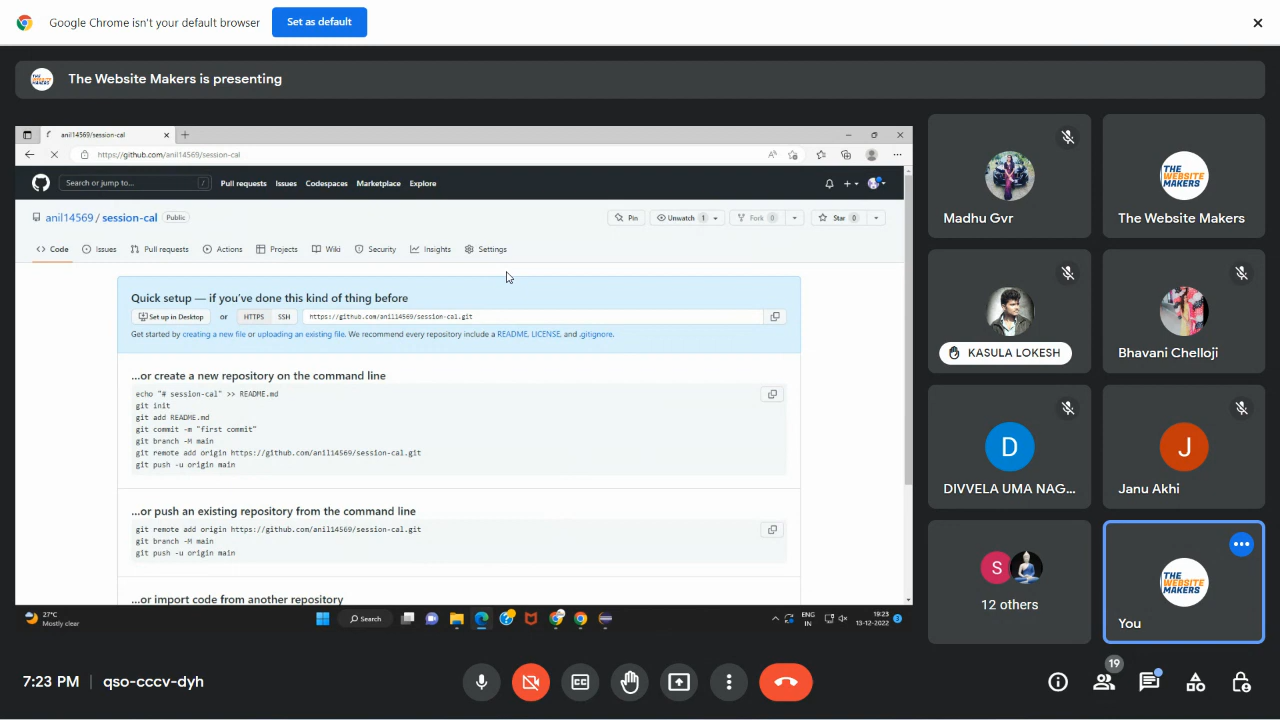 Google Chrome isn't your default browser
Set as default
The Website Makers is presenting
anil14569/session-cal
https://github.com/anil14569/session-cal
Search or jump to...
/
Pull requests
Issues
Codespaces
Marketplace
Explore
anil14569 / session-cal
Public
Pin
Unwatch 1
Fork 0
Star 0
Code
Issues
Pull requests
Actions
Projects
Wiki
Security
Insights
Settings
Quick setup — if you've done this kind of thing before
Set up in Desktop
or
HTTPS
SSH
https://github.com/anil14569/session-cal.git
Get started by creating a new file or uploading an existing file. We recommend every repository include a README, LICENSE, and .gitignore.
...or create a new repository on the command line
echo "# session-cal" >> README.md
git init
git add README.md
git commit -m "first commit"
git branch -M main
git remote add origin https://github.com/anil14569/session-cal.git
git push -u origin main
...or push an existing repository from the command line
git remote add origin https://github.com/anil14569/session-cal.git
git branch -M main
git push -u origin main
...or import code from another repository
27°C
Mostly clear
Search
ENG
IN
19:23
13-12-2022
3
Madhu Gvr
THE WEBSITE MAKERS
The Website Makers
KASULA LOKESH
Bhavani Chelloji
D
DIVVELA UMA NAG...
J
Janu Akhi
S
12 others
THE WEBSITE MAKERS
You
7:23 PM | qso-cccv-dyh
19